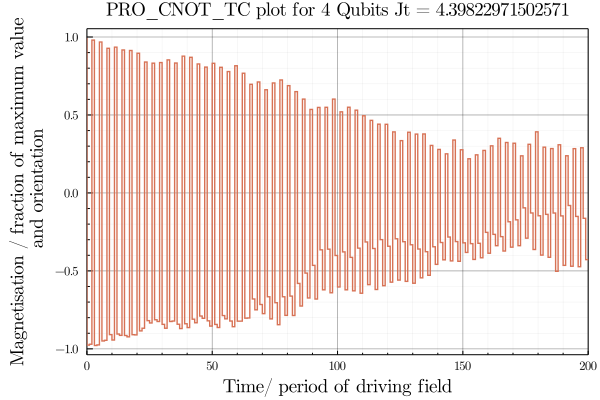 PRO_CNOT_TC plot for 4 Qubits Jt = 4.39822971502571
Magnetisation / fraction of maximum value
and orientation
1.0
0.5
0.0
−0.5
−1.0
0 50 100 150 200
Time/ period of driving field